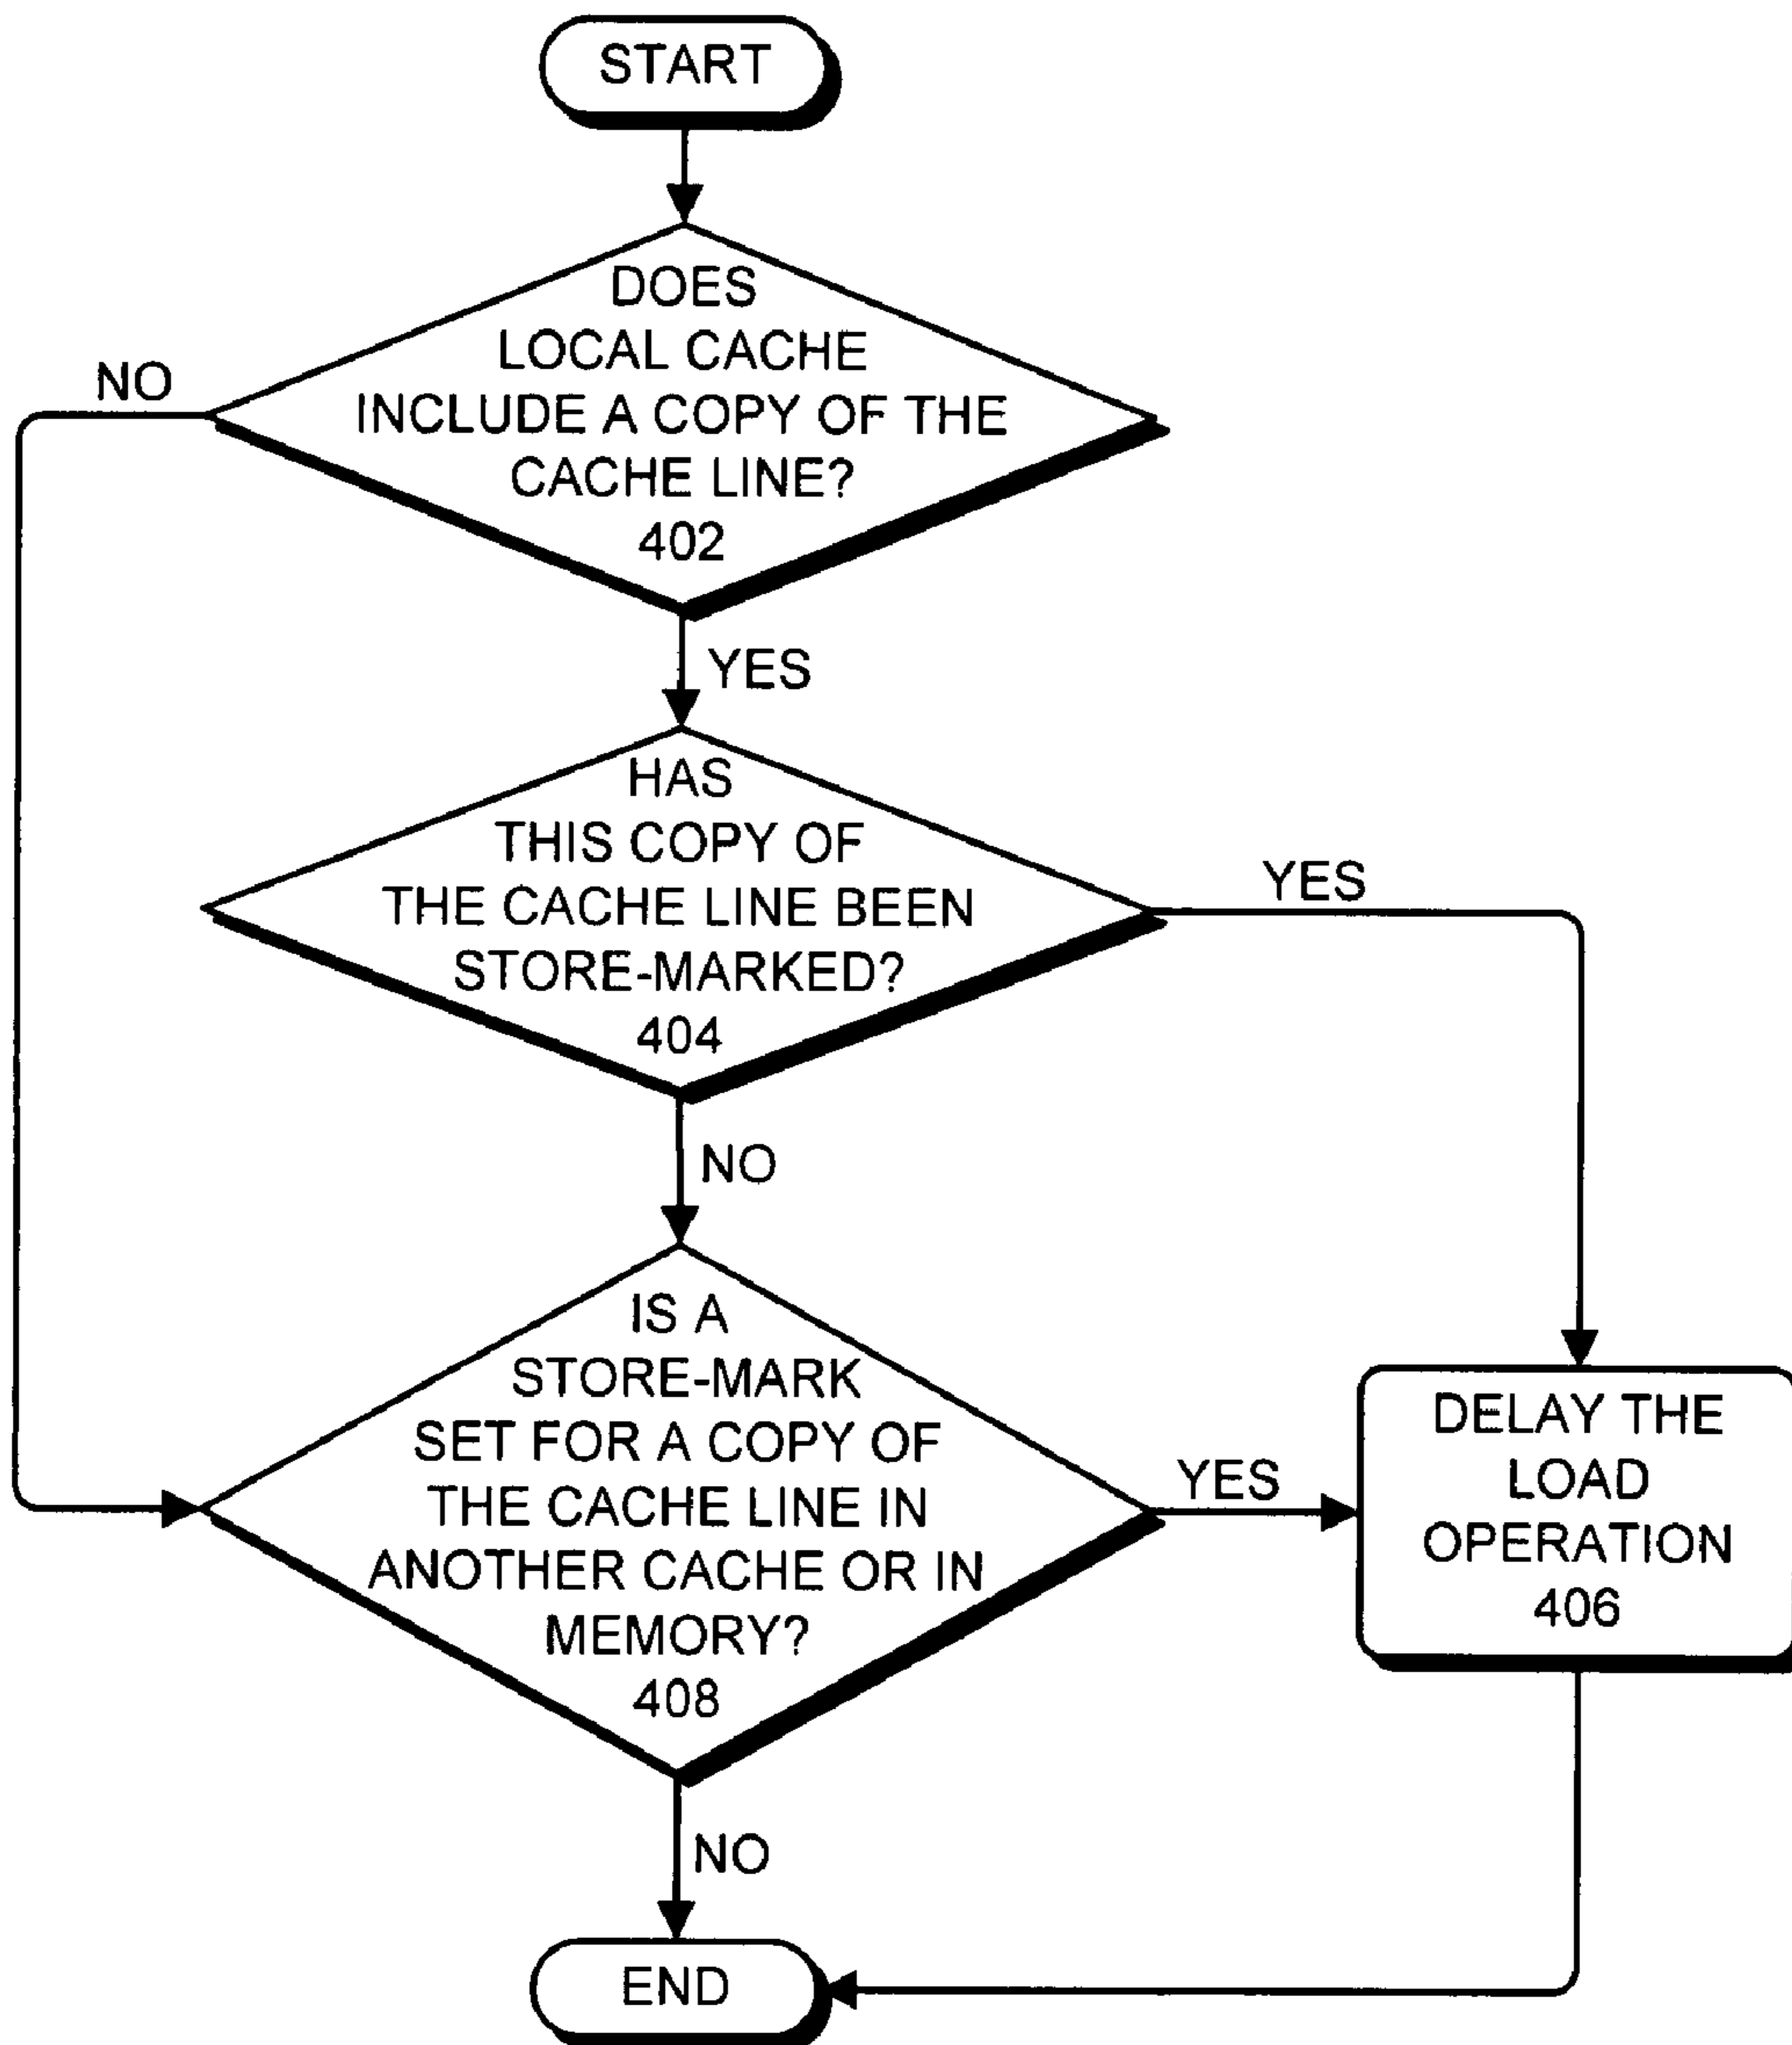 START
DOES
LOCAL CACHE
INCLUDE A COPY OF THE
CACHE LINE?
402
NO
YES
HAS
THIS COPY OF
THE CACHE LINE BEEN
STORE-MARKED?
404
YES
NO
IS A
STORE-MARK
SET FOR A COPY OF
THE CACHE LINE IN
ANOTHER CACHE OR IN
MEMORY?
408
YES
DELAY THE
LOAD
OPERATION
406
NO
END